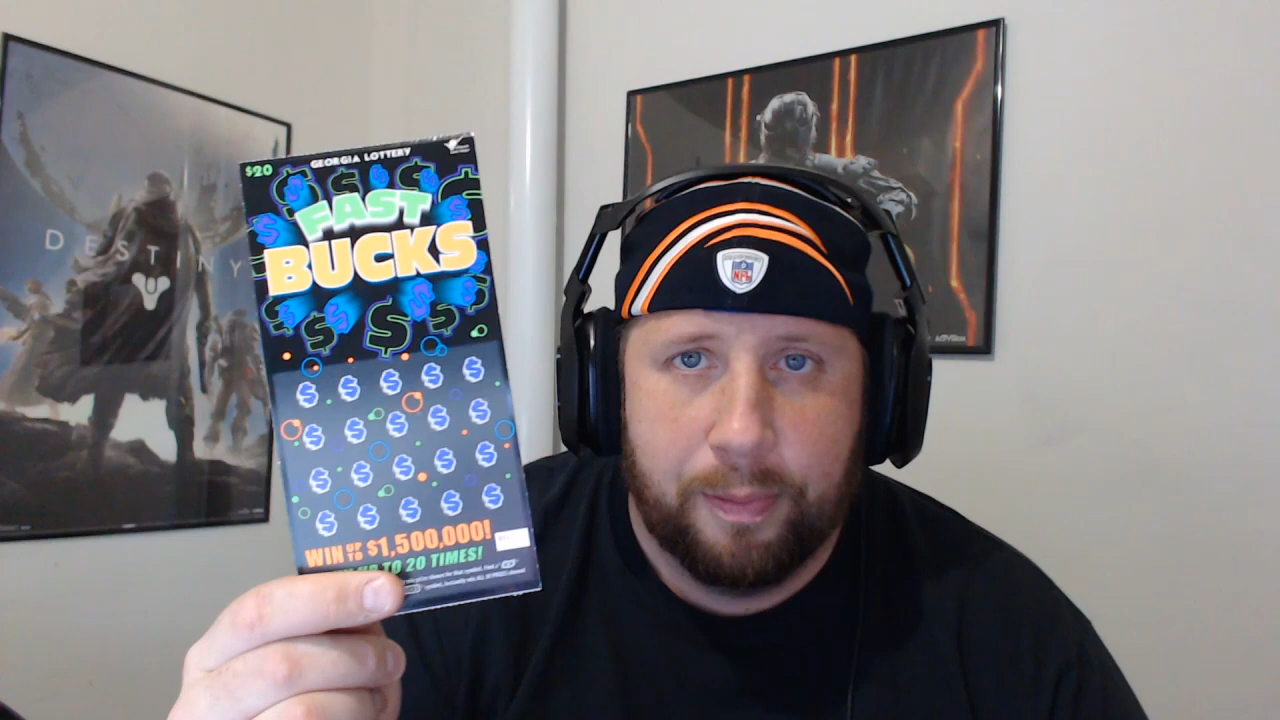 DESTINY
$20
GEORGIA LOTTERY
FAST
BUCKS
WIN UP TO $1,500,000!
UP TO 20 TIMES!
NFL
ACTIVISION